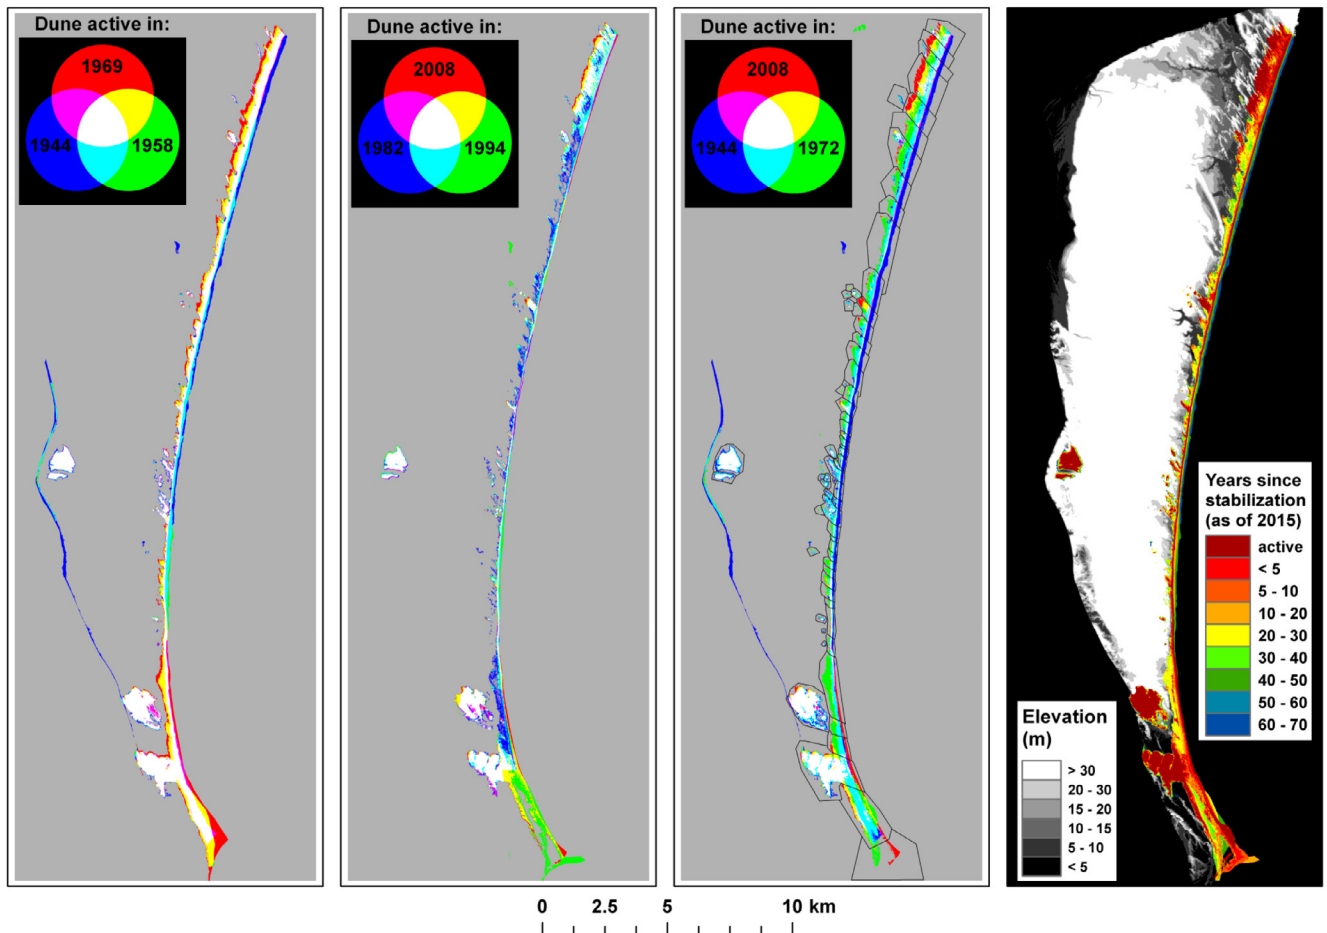 Dune active in:
1969
1944 1958
Dune active in:
2008
1982 1994
Dune active in:
2008
1944 1972
Years since
stabilization
(as of 2015)
active
< 5
5 - 10
10 - 20
20 - 30
30 - 40
40 - 50
50 - 60
60 - 70
Elevation
(m)
> 30
20 - 30
15 - 20
10 - 15
5 - 10
< 5
0 2.5 5 10 km